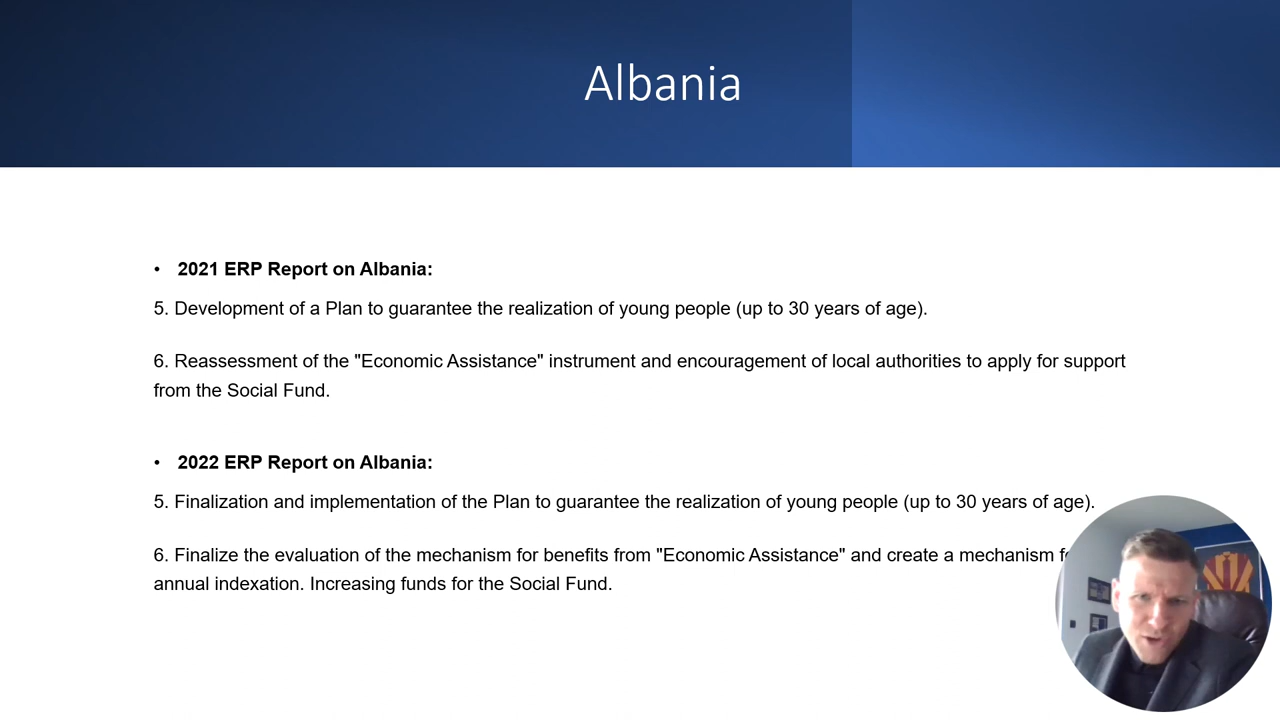 Albania
• 2021 ERP Report on Albania:
5. Development of a Plan to guarantee the realization of young people (up to 30 years of age).
6. Reassessment of the "Economic Assistance" instrument and encouragement of local authorities to apply for support
from the Social Fund.
• 2022 ERP Report on Albania:
5. Finalization and implementation of the Plan to guarantee the realization of young people (up to 30 years of age).
6. Finalize the evaluation of the mechanism for benefits from "Economic Assistance" and create a mechanism
annual indexation. Increasing funds for the Social Fund.